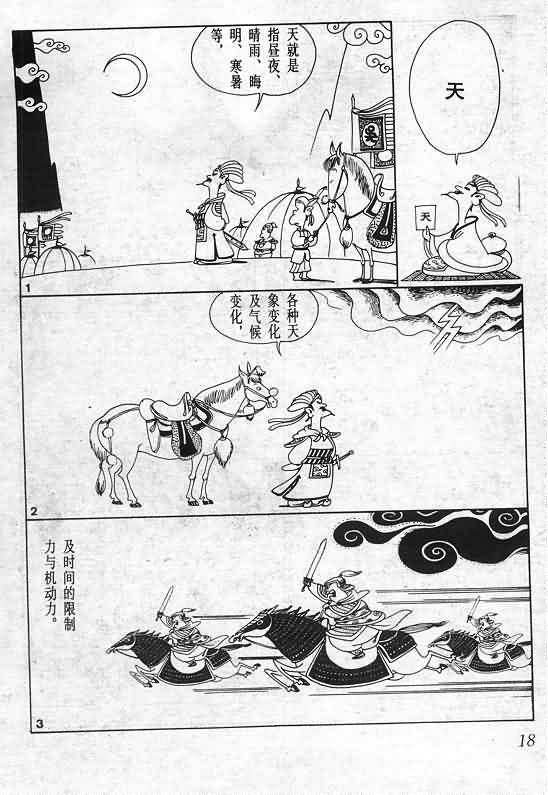 天
天
天就是
指昼夜、
晴雨、晦
明、寒暑
等，
吴
1
各种天
象变化
及气候
变化，
2
及时间的限制
力与机动力。
3
18